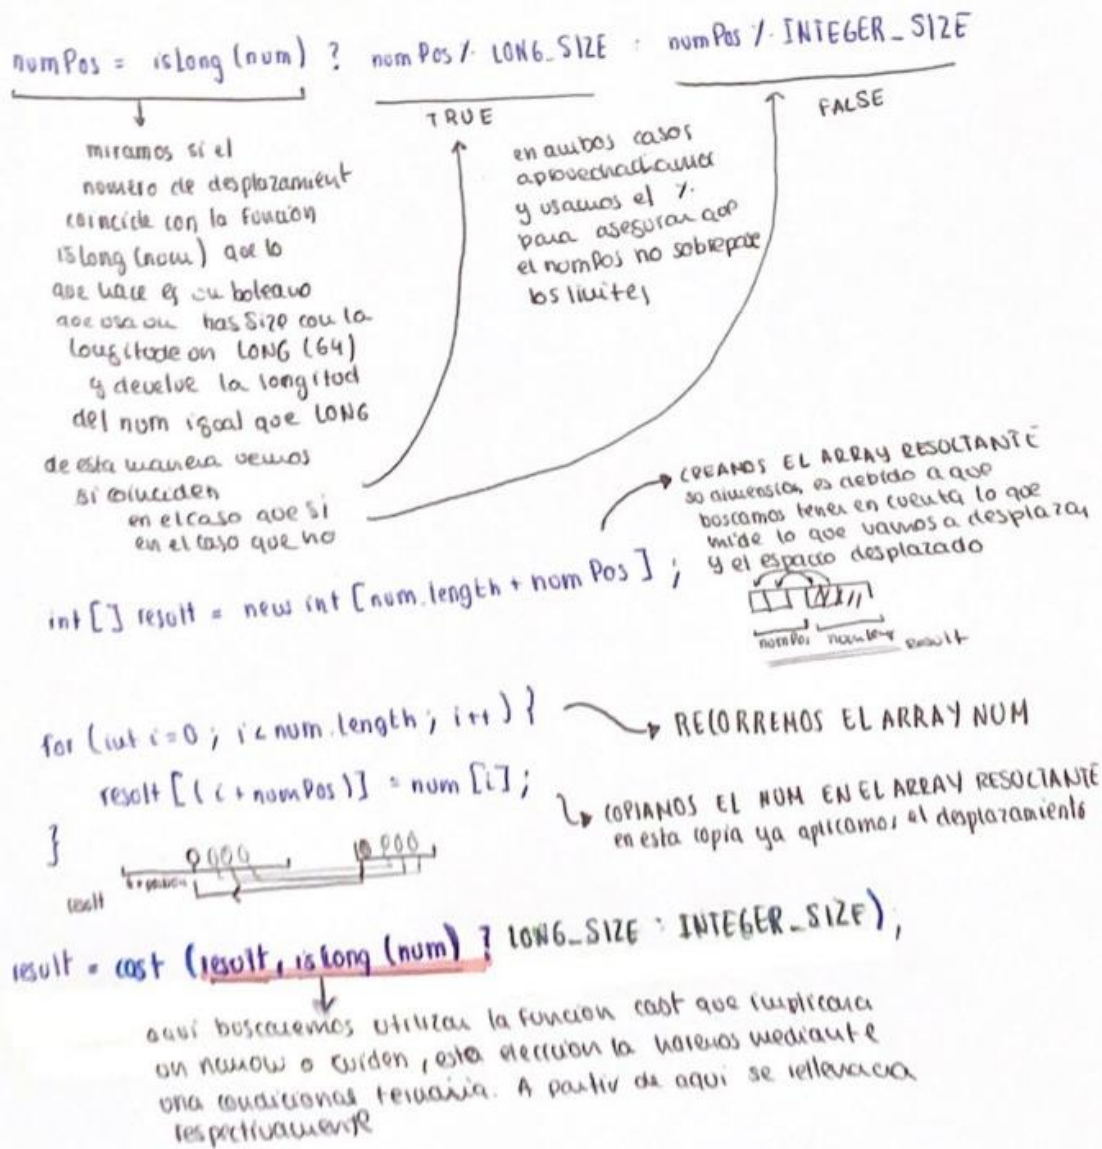 numPos = isLong (num) ? numPos % LONG_SIZE : numPos % INTEGER_SIZE
TRUE
FALSE
miramos si el
número de desplazamient
coincide con la función
isLong (num) que lo
que hace es un boleano
que usa un hasSize con la
longitud en LONG (64)
y devuelve la longitud
del num igual que LONG
de esta manera vemos
si coinciden
en el caso que si
en el caso que no
en ambos casos
y usamos el %
para asegurar que
el numPos no sobrepase
los limites
CREAMOS EL ARRAY RESULTANTE
su dimension es debido a que
buscamos tener en cuenta lo que
mide lo que vamos a desplazar
y el espacio desplazado
int [] result = new int [num.length + numPos ] ;
numPos
result
for (int i=0 ; i < num.length ; i++ ) {
RECORREMOS EL ARRAY NUM
result [(i + numPos )] = num [i] ;
COPIAMOS EL NUM EN EL ARRAY RESULTANTE
en esta copia ya aplicamos el desplazamiento
}
result
result = cast (result, isLong (num) ? LONG_SIZE : INTEGER_SIZE) ;
aquí buscaremos utilizar la funcion cast que implicara
un narrow o widen , esta eleccion la haremos mediante
una condicional ternaria. A partir de aqui se rellenara
respectivamente